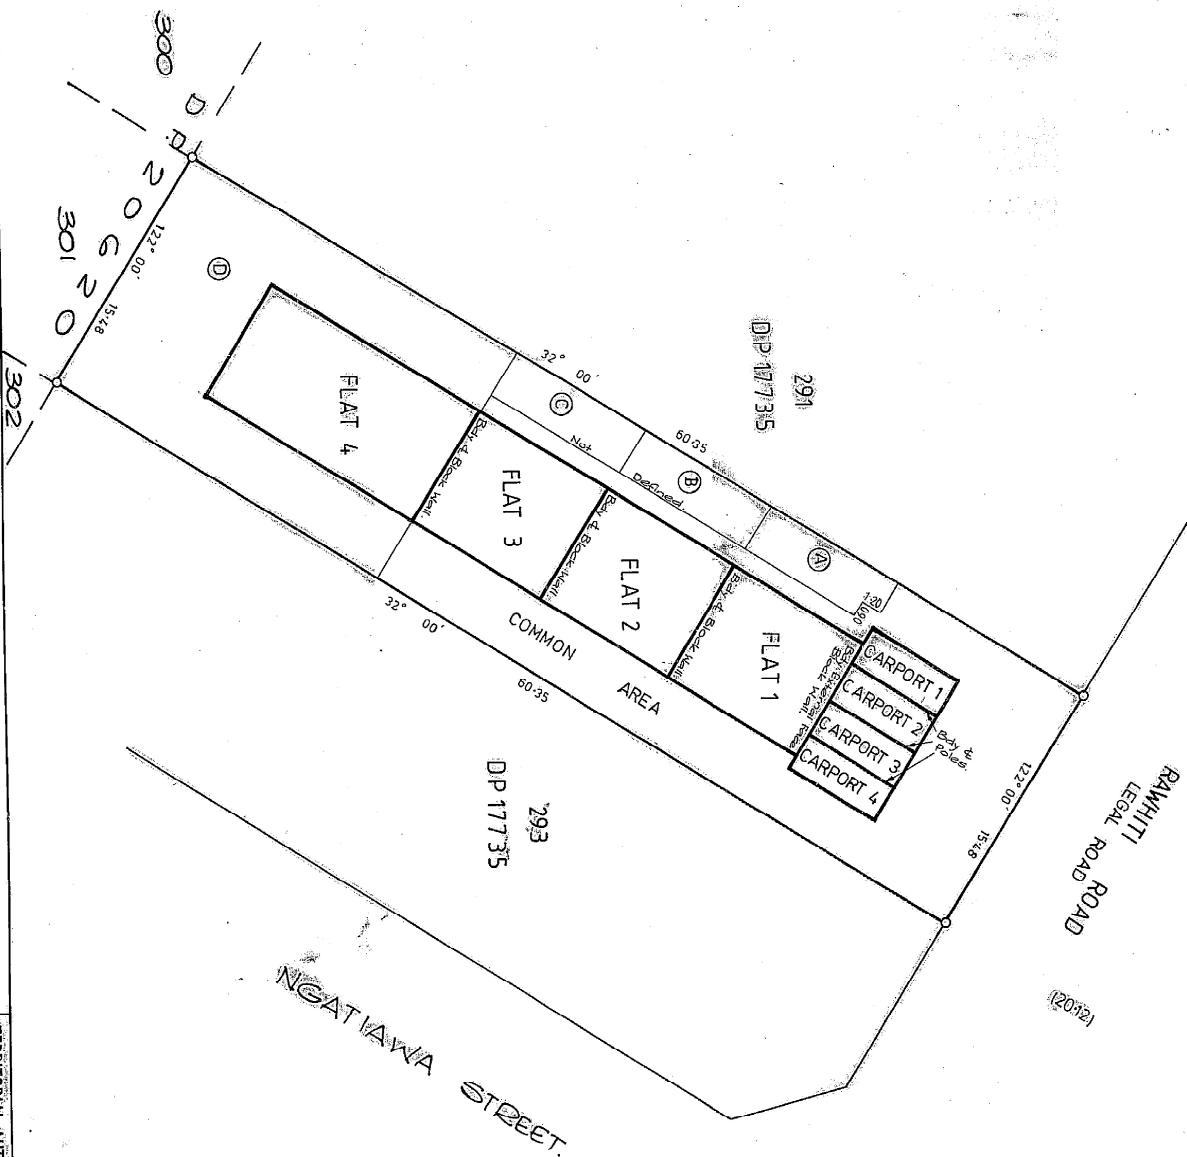 300
D.P. 20620
301
302
122° 00'
15·48
D
FLAT 4
Bdy & Block Wall.
32° 00'
60·35
C
Not Defined
B
A
291
DP 17735
FLAT 3
Bdy & Block Wall.
FLAT 2
Bdy & Block Wall.
FLAT 1
1·20
0·90
Bdy External Face
Block Wall.
CARPORT 1
CARPORT 2
CARPORT 3
CARPORT 4
Bdy &
Poles.
COMMON AREA
32° 00'
60·35
293
DP 17735
122° 00'
15·48
RAWHITI ROAD
LEGAL ROAD
(20·12)
NGATIAWA STREET.